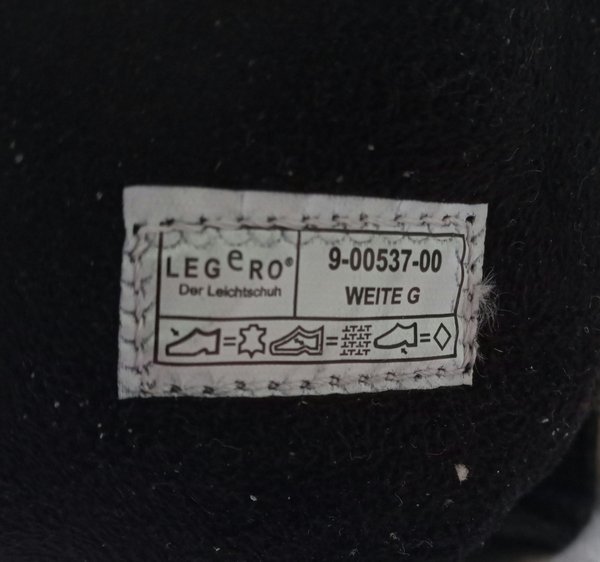 LEGeRO®
Der Leichtschuh
9-00537-00
WEITE G